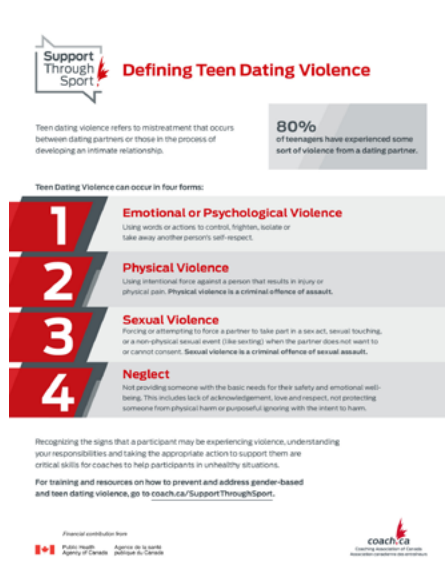 Support
Through
Sport
Defining Teen Dating Violence
Teen dating violence refers to mistreatment that occurs
between dating partners or those in the process of
developing an intimate relationship.
80%
of teenagers have experienced some
sort of violence from a dating partner.
Teen Dating Violence can occur in four forms:
1
Emotional or Psychological Violence
Using words or actions to control, frighten, isolate or
take away another person's self-respect.
2
Physical Violence
Using intentional force against a person that results in injury or
physical pain. Physical violence is a criminal offence of assault.
3
Sexual Violence
Forcing or attempting to force a partner to take part in a sex act, sexual touching,
or a non-physical sexual event (like sexting) when the partner does not want to
or cannot consent. Sexual violence is a criminal offence of sexual assault.
4
Neglect
Not providing someone with the basic needs for their safety and emotional well-
being. This includes lack of acknowledgement, love and respect, not protecting
someone from physical harm or purposeful ignoring with the intent to harm.
Recognizing the signs that a participant may be experiencing violence, understanding
your responsibilities and taking the appropriate action to support them are
critical skills for coaches to help participants in unhealthy situations.
For training and resources on how to prevent and address gender-based
and teen dating violence, go to coach.ca/SupportThroughSport.
Financial contribution from
Public Health Agence de la santé
Agency of Canada publique du Canada
coach.ca
Coaching Association of Canada
Association canadienne des entraîneurs